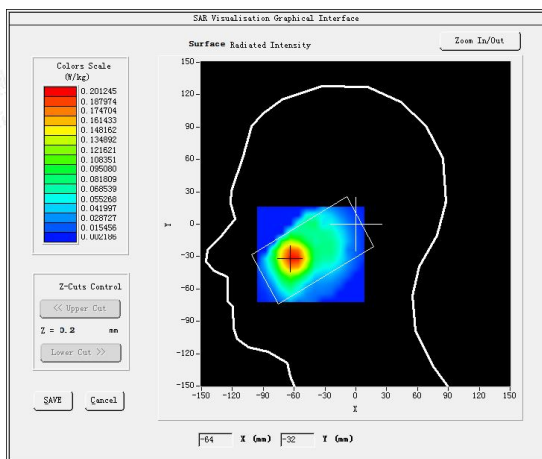 SAR Visualisation Graphical Interface
Surface Radiated Intensity
Zoom In/Out
Colors Scale
(W/kg)
0.201245
0.187974
0.174704
0.161433
0.148162
0.134892
0.121621
0.108351
0.095080
0.081809
0.068539
0.055268
0.041997
0.028727
0.015456
0.002186
Z-Cuts Control
<< Upper Cut
Z = 3.2 mm
Lower Cut >>
SAVE Cancel
150
120
90
60
30
0
-30
-60
-90
-120
-150
Y
-150 -120 -90 -60 -30 0 30 60 90 120 150
X
-64 X (mm) -32 Y (mm)